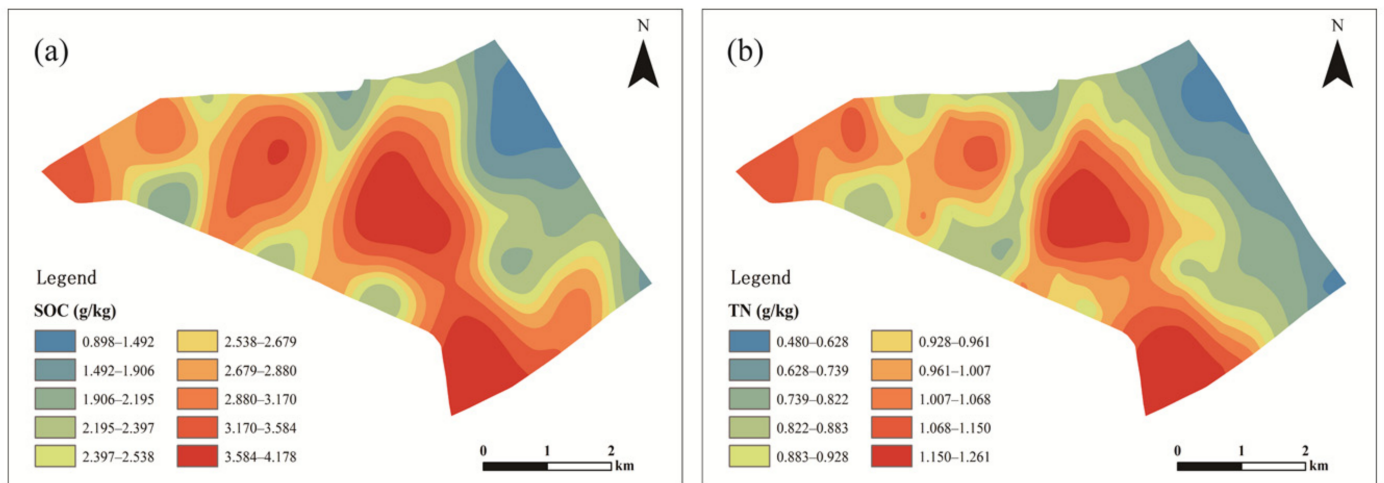 (a)
N
Legend
SOC (g/kg)
0.898–1.492 2.538–2.679
1.492–1.906 2.679–2.880
1.906–2.195 2.880–3.170
2.195–2.397 3.170–3.584
2.397–2.538 3.584–4.178
0 1 2
km
(b)
N
Legend
TN (g/kg)
0.480–0.628 0.928–0.961
0.628–0.739 0.961–1.007
0.739–0.822 1.007–1.068
0.822–0.883 1.068–1.150
0.883–0.928 1.150–1.261
0 1 2
km